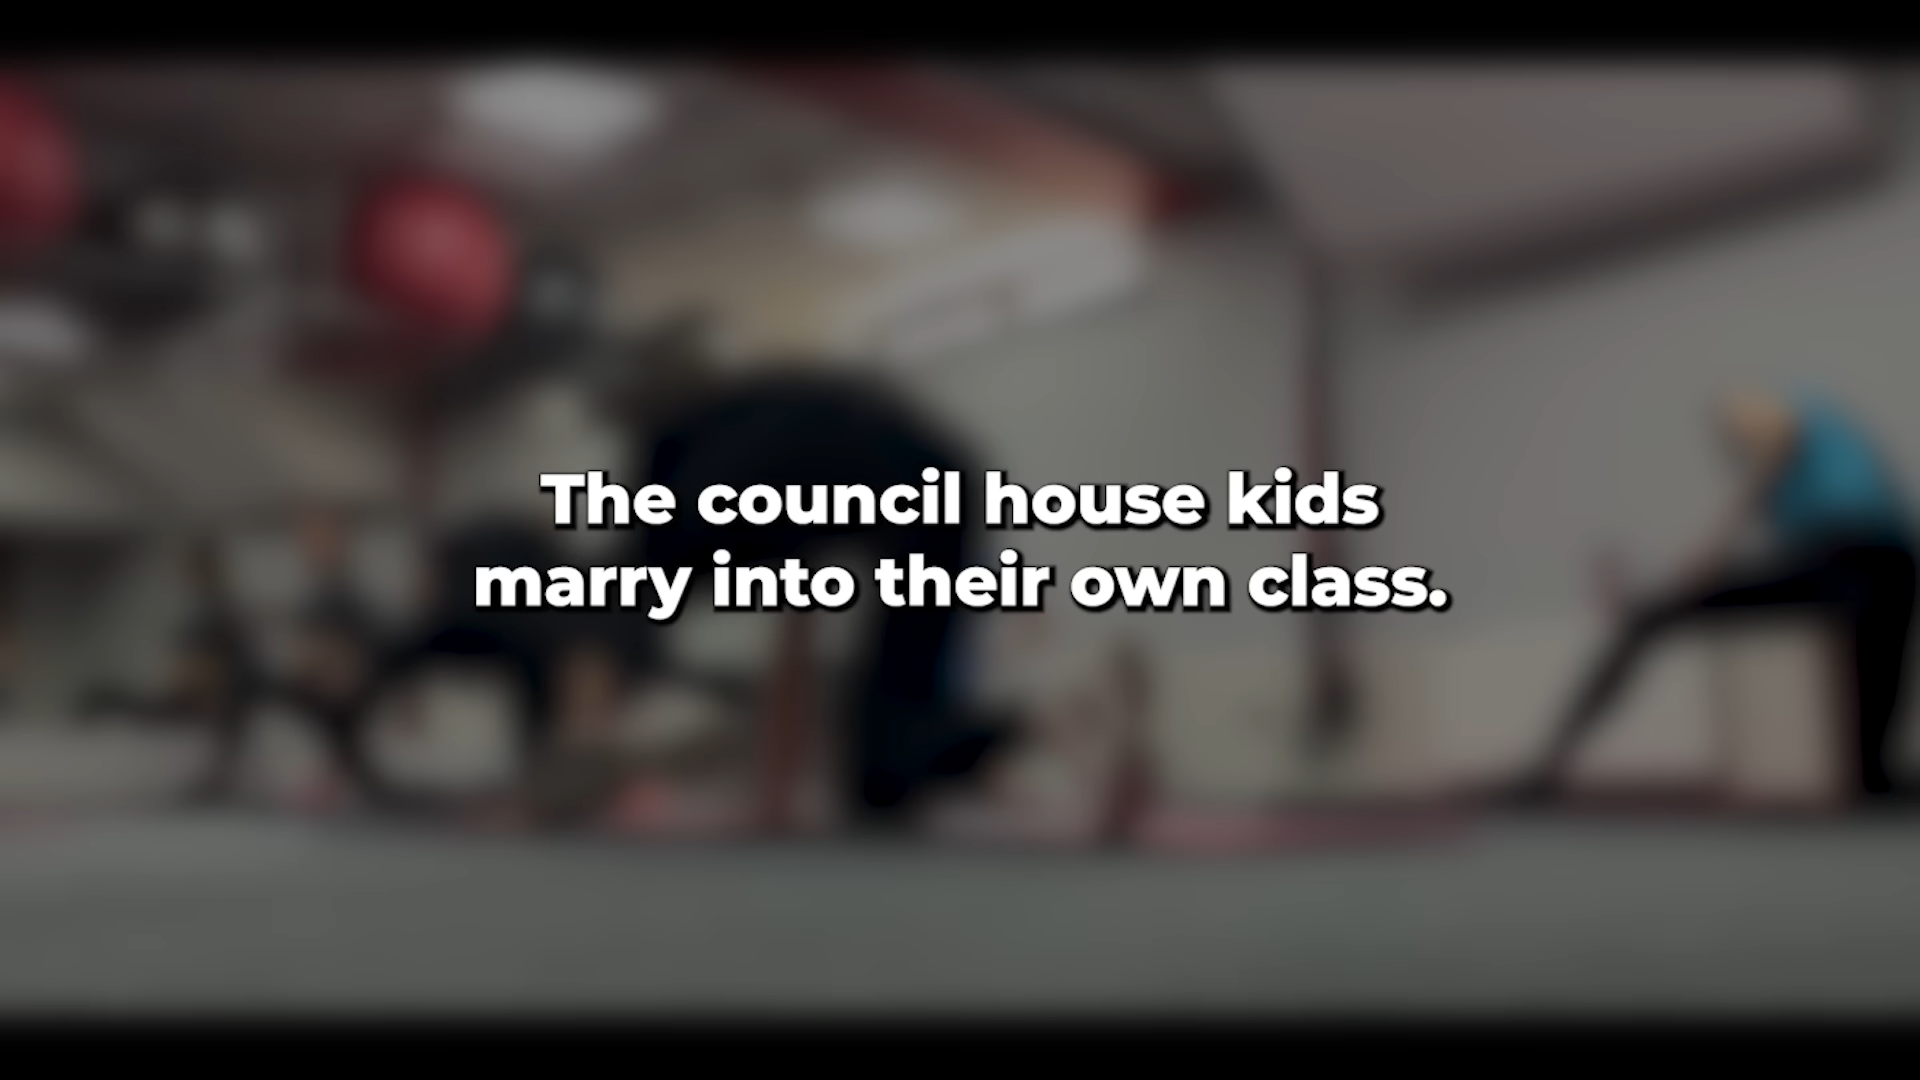 The council house kids
marry into their own class.